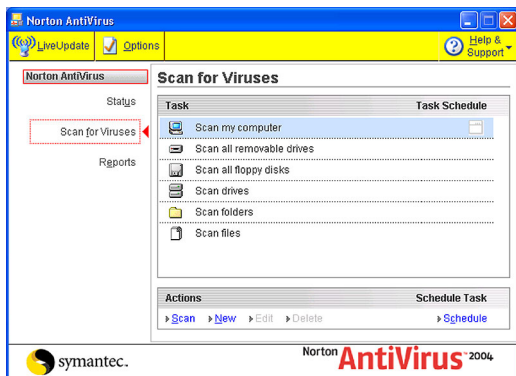 Norton AntiVirus
LiveUpdate Options Help & Support
Norton AntiVirus
Status
Scan for Viruses
Reports
Scan for Viruses
Task Task Schedule
Scan my computer
Scan all removable drives
Scan all floppy disks
Scan drives
Scan folders
Scan files
Actions Schedule Task
Scan New Edit Delete Schedule
symantec. Norton AntiVirus 2004